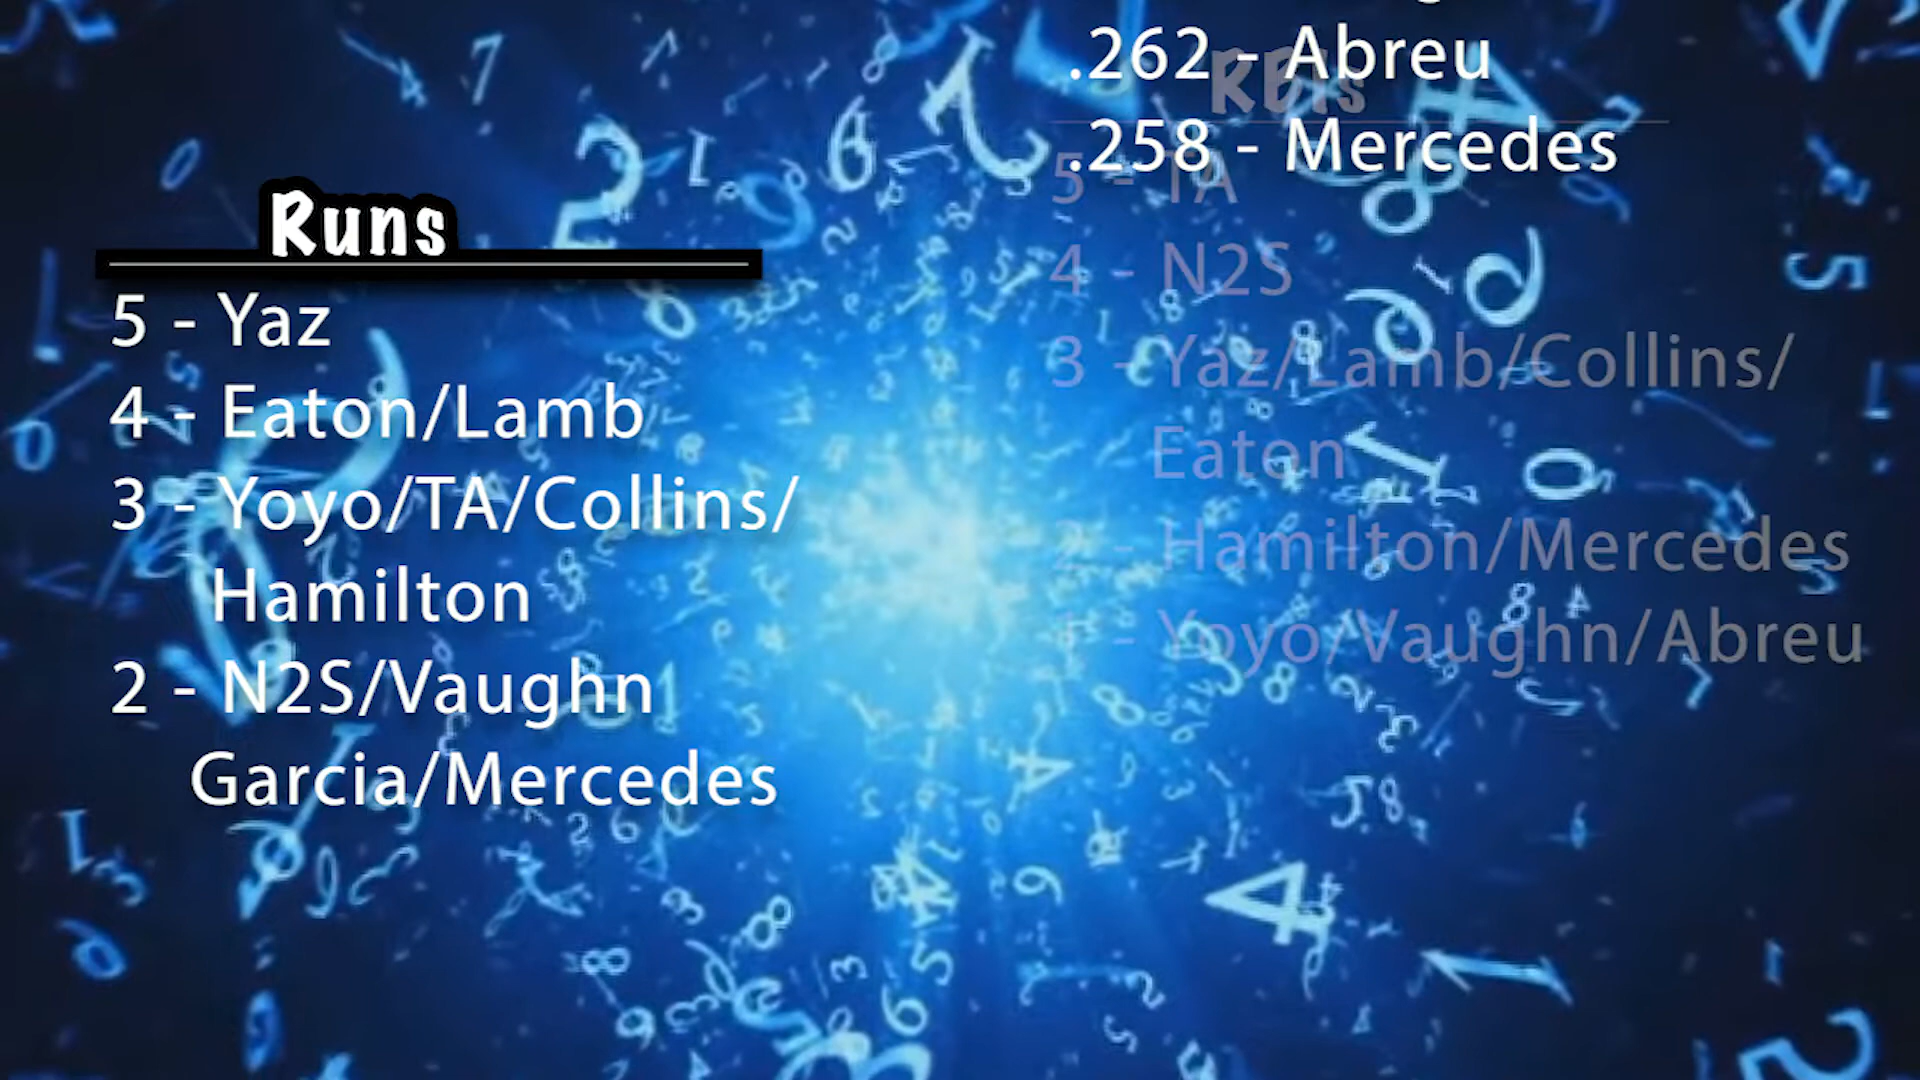 Runs
5 - Yaz
4 - Eaton/Lamb
3 - Yoyo/TA/Collins/
Hamilton
2 - N2S/Vaughn
Garcia/Mercedes
.262 - Abreu
.258 - Mercedes
RBIs
5 - TA
4 - N2S
3 - Yaz/Lamb/Collins/
Eaton
2 - Hamilton/Mercedes
1 - Yoyo/Vaughn/Abreu